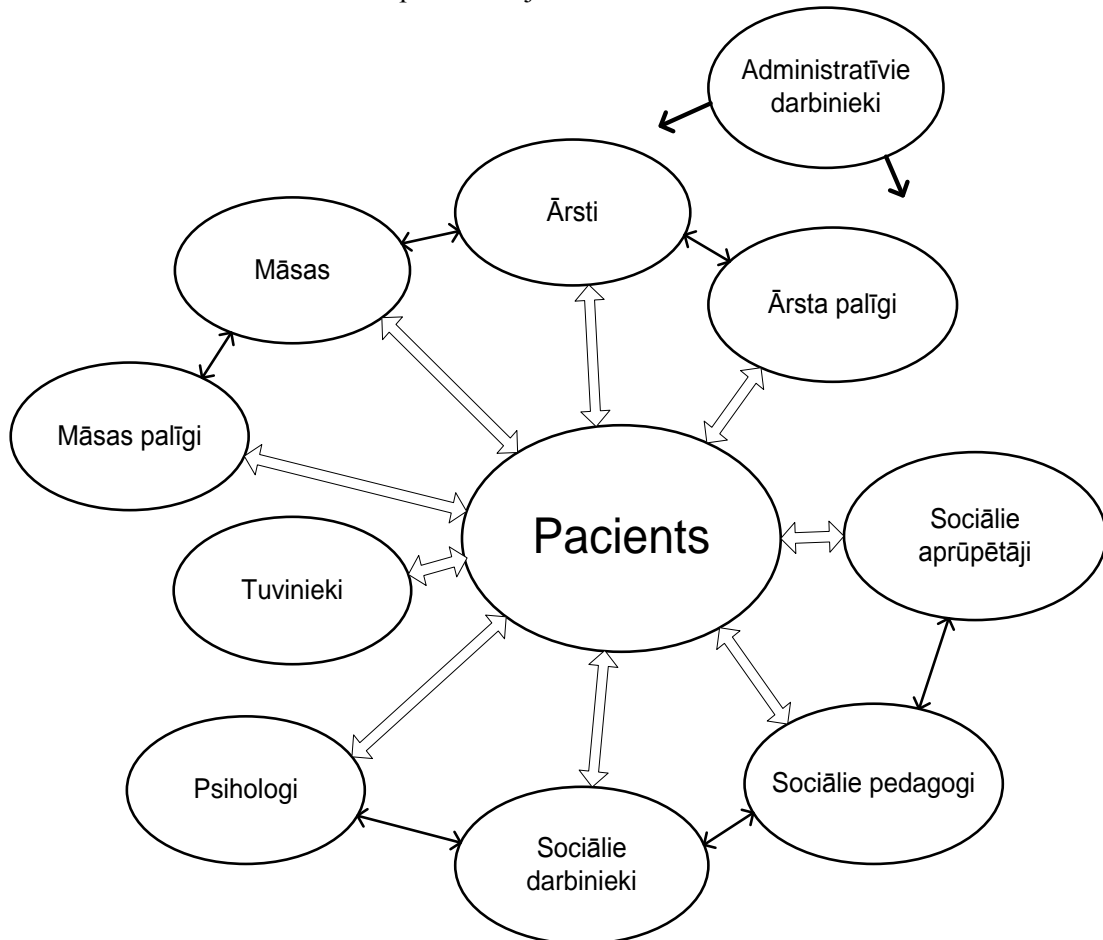 Administratīvie
darbinieki
Ārsti
Māsas
Ārsta palīgi
Māsas palīgi
Pacients
Sociālie
aprūpētāji
Tuvinieki
Psihologi
Sociālie pedagogi
Sociālie
darbinieki